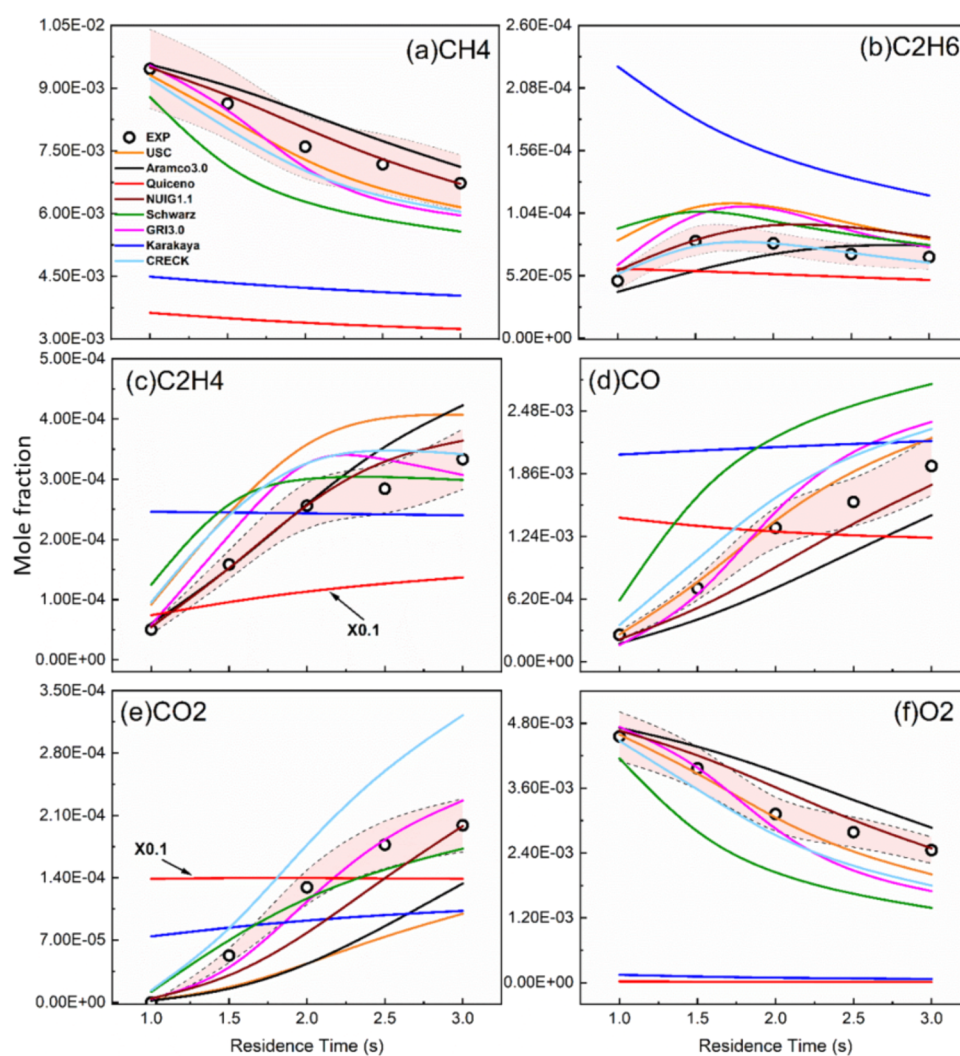 1.05E-02
9.00E-03
7.50E-03
6.00E-03
4.50E-03
3.00E-03
(a)CH4
EXP
USC
Aramco3.0
Quiceno
NUIG1.1
Schwarz
GRI3.0
Karakaya
CRECK
2.60E-04
2.08E-04
1.56E-04
1.04E-04
5.20E-05
0.00E+00
(b)C2H6
Mole fraction
5.00E-04
4.00E-04
3.00E-04
2.00E-04
1.00E-04
0.00E+00
(c)C2H4
X0.1
2.48E-03
1.86E-03
1.24E-03
6.20E-04
0.00E+00
(d)CO
3.50E-04
2.80E-04
2.10E-04
1.40E-04
7.00E-05
0.00E+00
(e)CO2
X0.1
1.0 1.5 2.0 2.5 3.0
Residence Time (s)
4.80E-03
3.60E-03
2.40E-03
1.20E-03
0.00E+00
(f)O2
1.0 1.5 2.0 2.5 3.0
Residence Time (s)